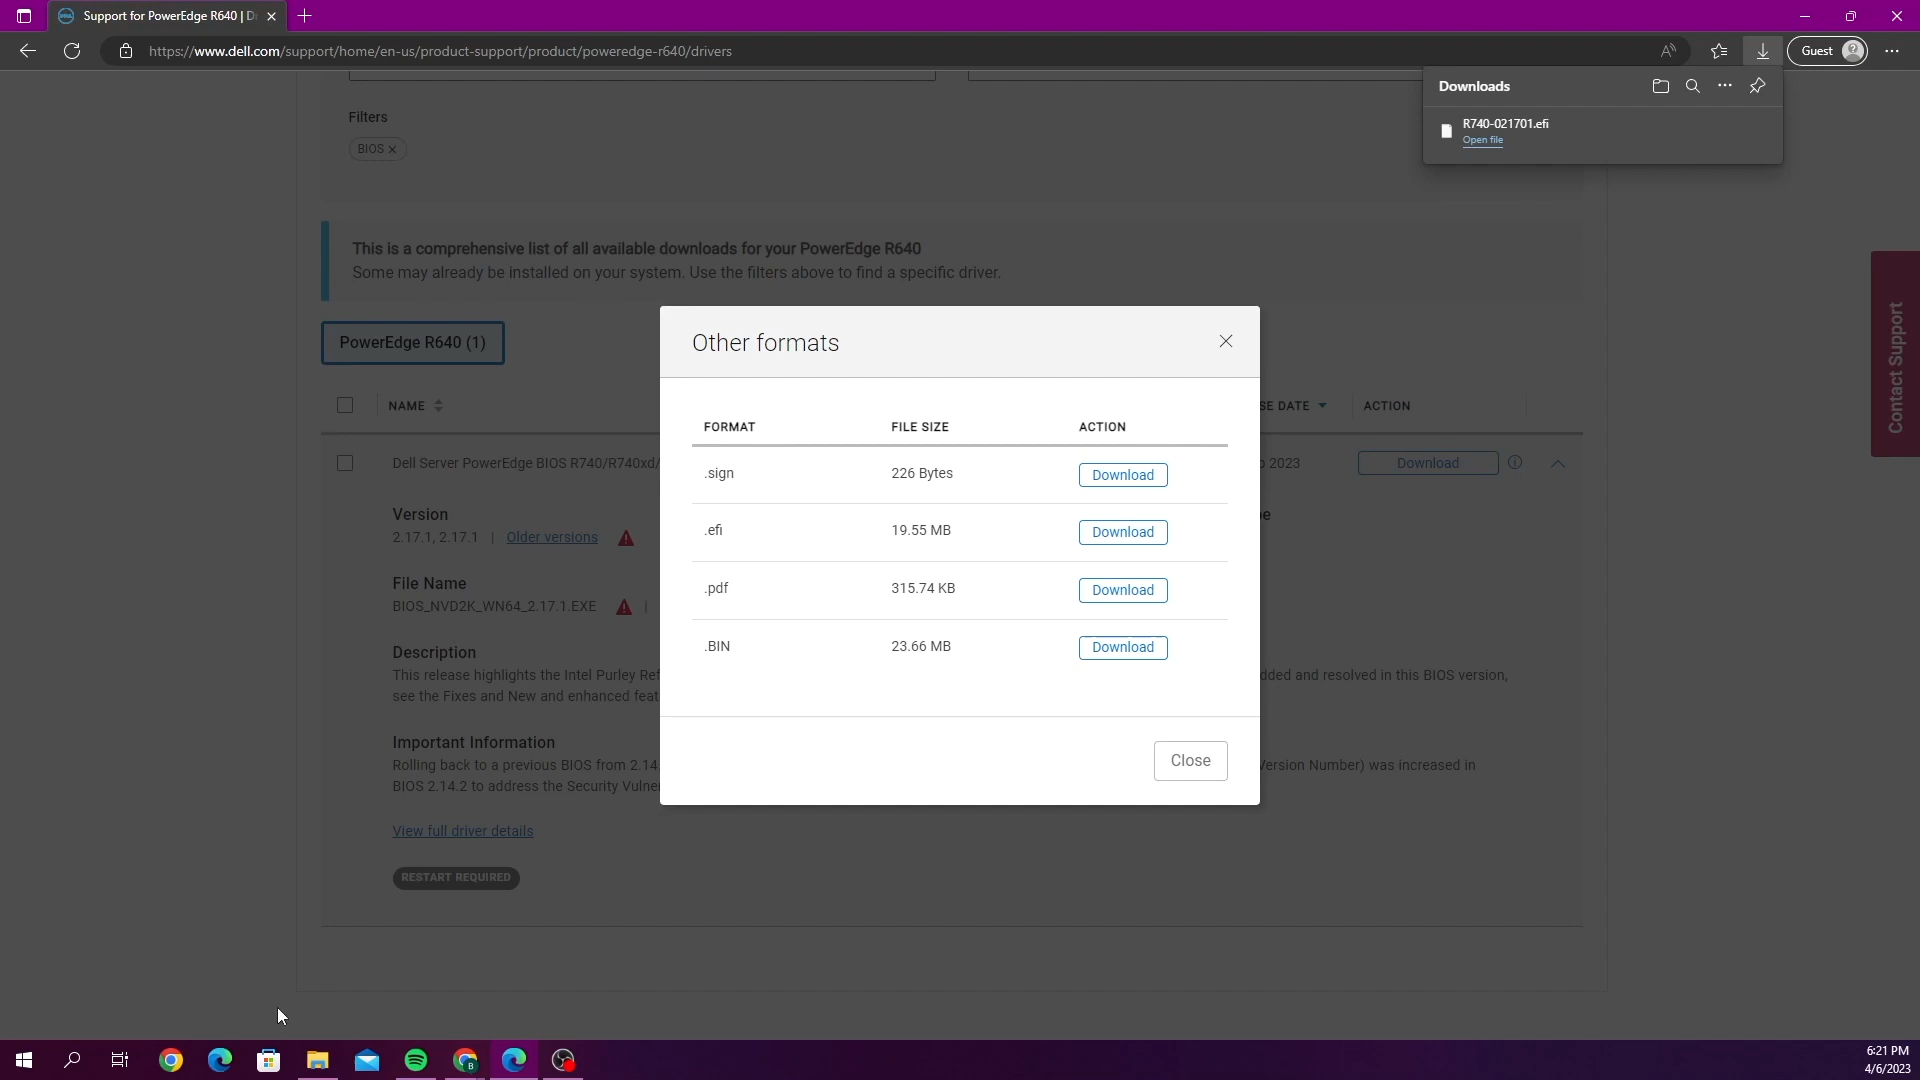 Support for PowerEdge R640 | D
https://www.dell.com/support/home/en-us/product-support/product/poweredge-r640/drivers
Guest
Downloads
R740-021701.efi
Open file
Filters
BIOS
This is a comprehensive list of all available downloads for your PowerEdge R640
Some may already be installed on your system. Use the filters above to find a specific driver.
PowerEdge R640 (1)
Contact Support
Other formats
NAME
SE DATE
ACTION
FORMAT FILE SIZE ACTION
Dell Server PowerEdge BIOS R740/R740xd/
2023
Download
.sign 226 Bytes Download
Version
2.17.1, 2.17.1 | Older versions
.efi 19.55 MB Download
File Name
BIOS_NVD2K_WN64_2.17.1.EXE |
.pdf 315.74 KB Download
.BIN 23.66 MB Download
Description
This release highlights the Intel Purley Ref
dded and resolved in this BIOS version,
see the Fixes and New and enhanced feat
Important Information
Rolling back to a previous BIOS from 2.14
Version Number) was increased in
BIOS 2.14.2 to address the Security Vulner
Close
View full driver details
RESTART REQUIRED
6:21 PM
4/6/2023